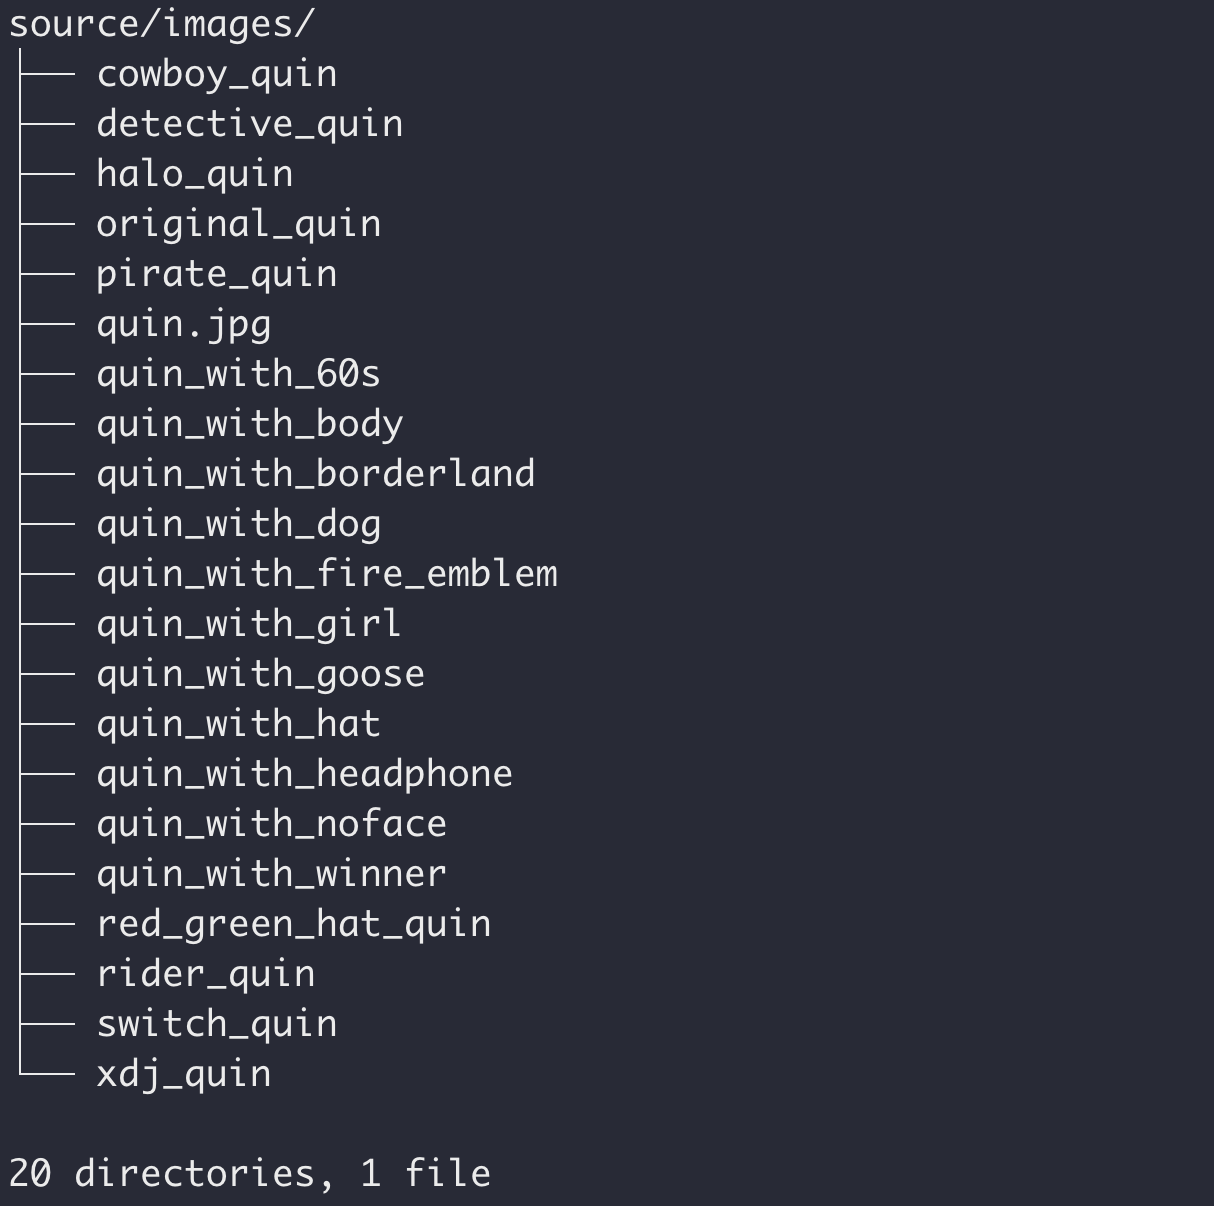 source/images/
├── cowboy_quin
├── detective_quin
├── halo_quin
├── original_quin
├── pirate_quin
├── quin.jpg
├── quin_with_60s
├── quin_with_body
├── quin_with_borderland
├── quin_with_dog
├── quin_with_fire_emblem
├── quin_with_girl
├── quin_with_goose
├── quin_with_hat
├── quin_with_headphone
├── quin_with_noface
├── quin_with_winner
├── red_green_hat_quin
├── rider_quin
├── switch_quin
└── xdj_quin
20 directories, 1 file